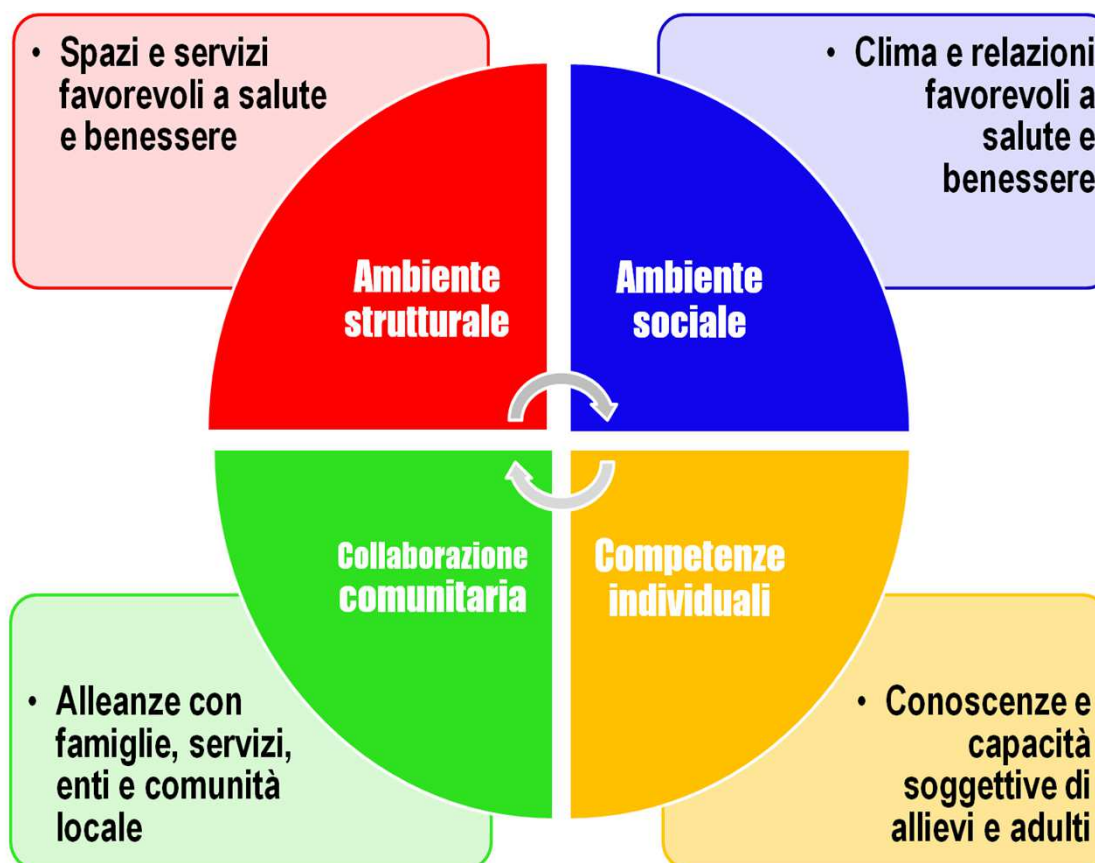 • Spazi e servizi
favorevoli a salute
e benessere
• Clima e relazioni
favorevoli a
salute e
benessere
Ambiente
strutturale
Ambiente
sociale
Collaborazione
comunitaria
Competenze
individuali
• Alleanze con
famiglie, servizi,
enti e comunità
locale
• Conoscenze e
capacità
soggettive di
allievi e adulti